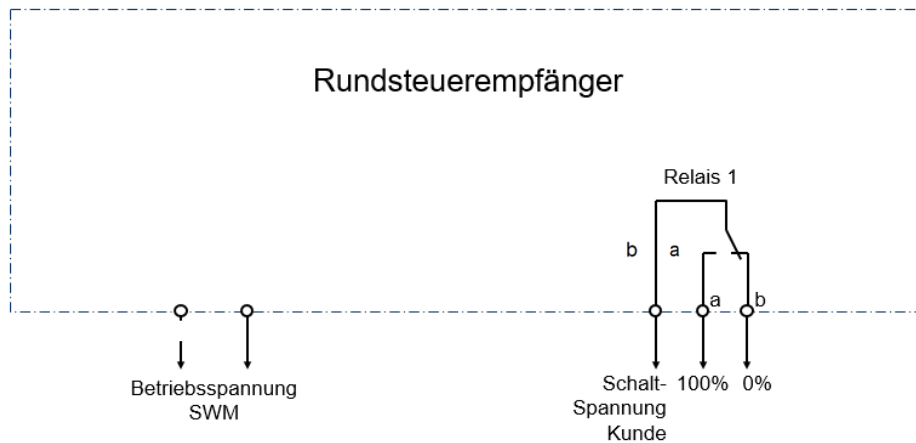 Rundsteuerempfänger
Relais 1
b a
a b
Betriebsspannung
SWM
Schalt-
Spannung
Kunde
100% 0%